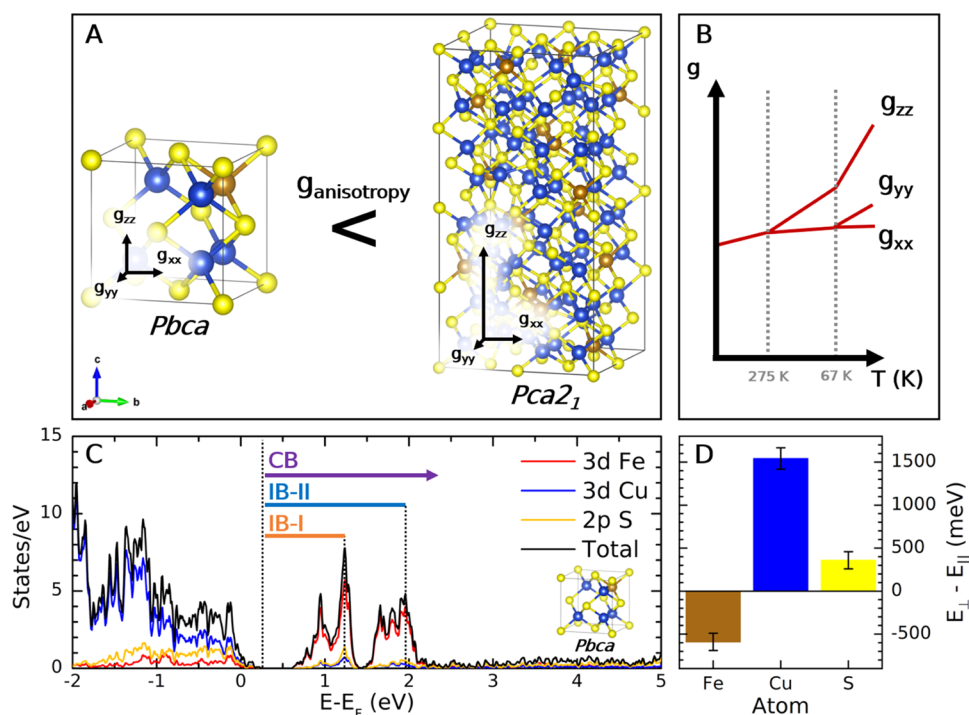 A
g_zz
g_xx
g_yy
Pbca
g_anisotropy
<
g_zz
g_xx
g_yy
Pca2_1
c
a
b
B
g
g_zz
g_yy
g_xx
275 K
67 K
T (K)
C
CB
IB-II
IB-I
3d Fe
3d Cu
2p S
Total
Pbca
States/eV
15
10
5
0
-2
-1
0
1
2
3
4
5
E-E_F (eV)
D
1500
1000
500
0
-500
E_⊥ - E_|| (meV)
Fe
Cu
S
Atom